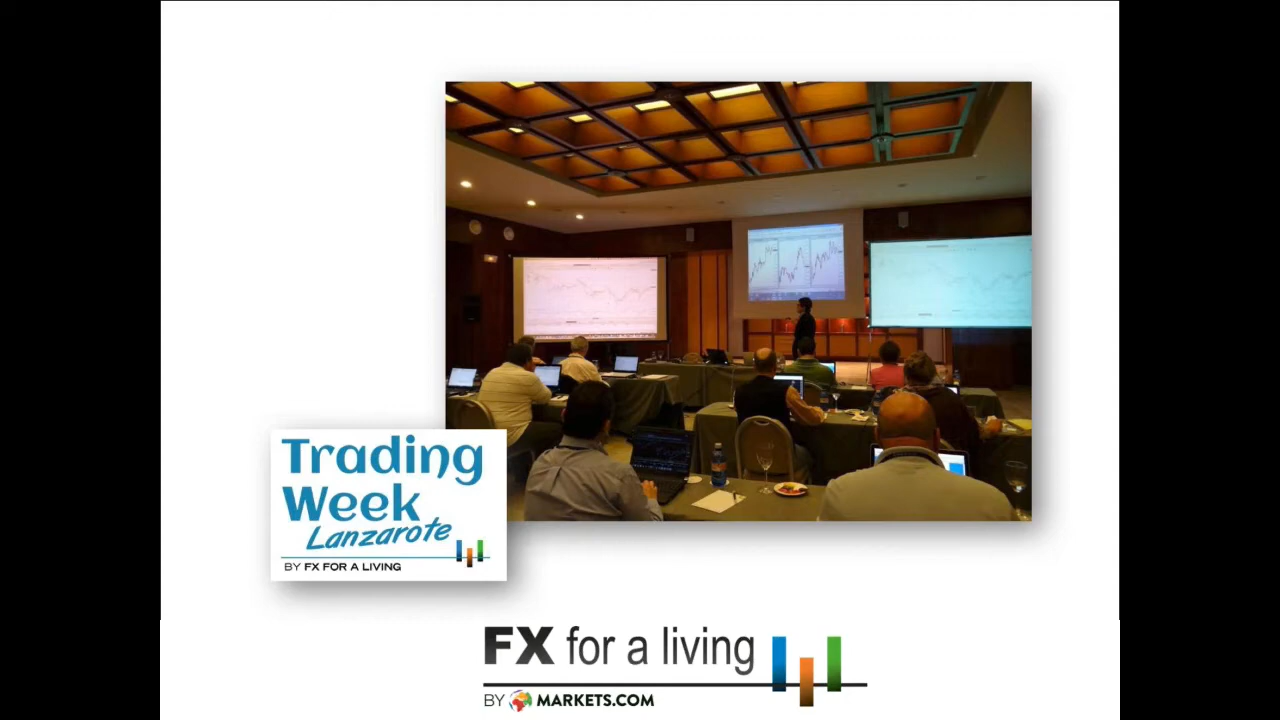 Trading
Week
Lanzarote
BY FX FOR A LIVING
FX for a living
BY MARKETS.COM